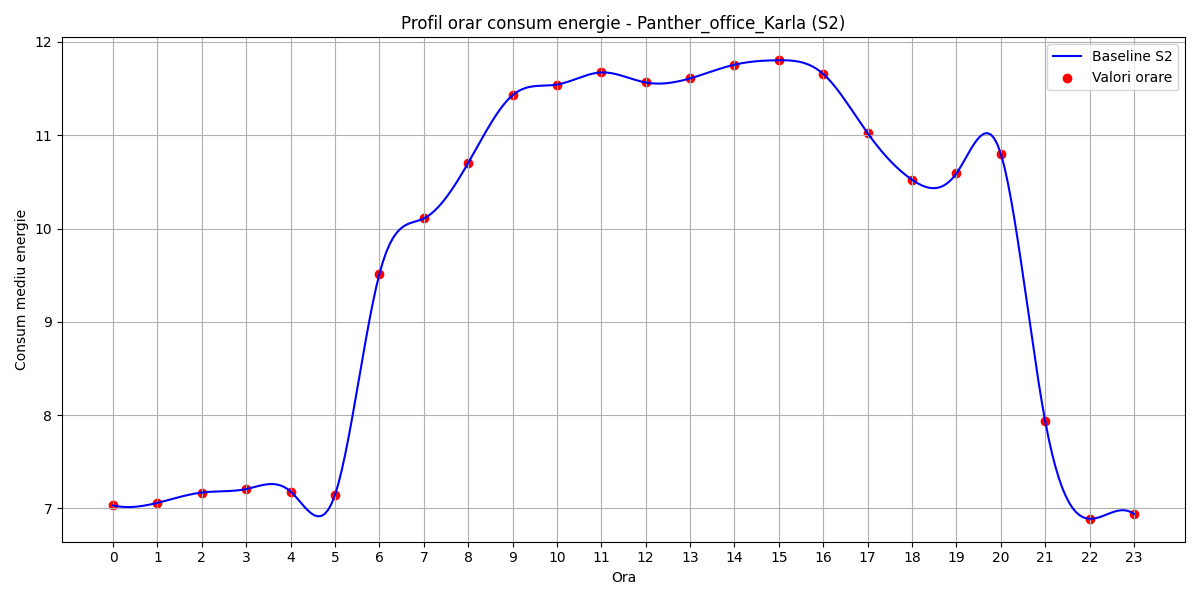 Profil orar consum energie - Panther_office_Karla (S2)
Baseline S2
Valori orare
Consum mediu energie
12
11
10
9
8
7
0 1 2 3 4 5 6 7 8 9 10 11 12 13 14 15 16 17 18 19 20 21 22 23
Ora